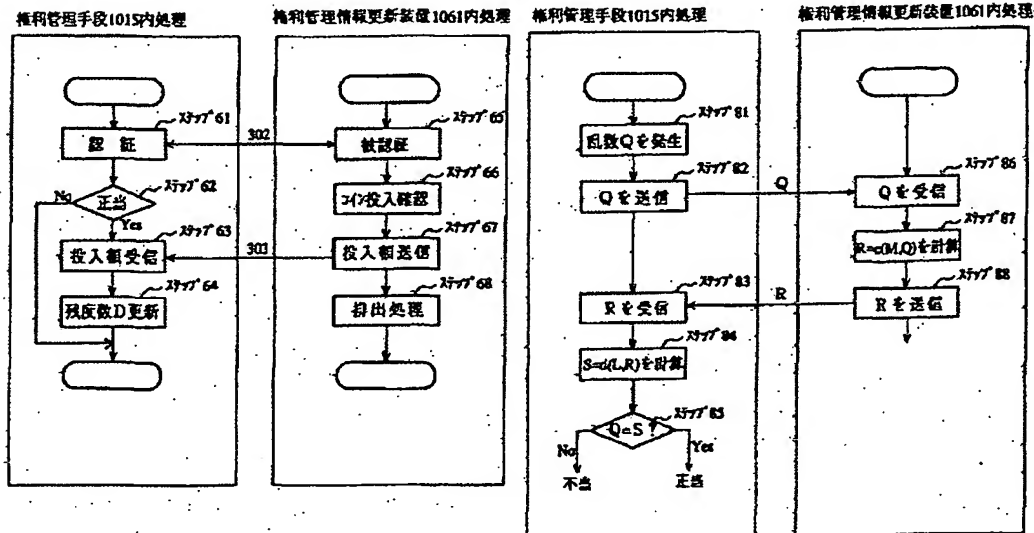 権利管理手段1015内処理
ステップ61
認 証
ステップ62
正当
No
Yes
ステップ63
投入額受信
ステップ64
残度数D更新
302
303
権利管理情報更新装置1061内処理
ステップ65
被認証
ステップ66
コイン投入確認
ステップ67
投入額送信
ステップ68
排出処理
権利管理手段1015内処理
ステップ81
乱数Qを発生
ステップ82
Qを送信
ステップ83
Rを受信
ステップ84
S=d(L,R)を計算
ステップ85
Q=S?
No
Yes
不当
正当
Q
R
権利管理情報更新装置1061内処理
ステップ86
Qを受信
ステップ87
R=e(M,Q)を計算
ステップ88
Rを送信